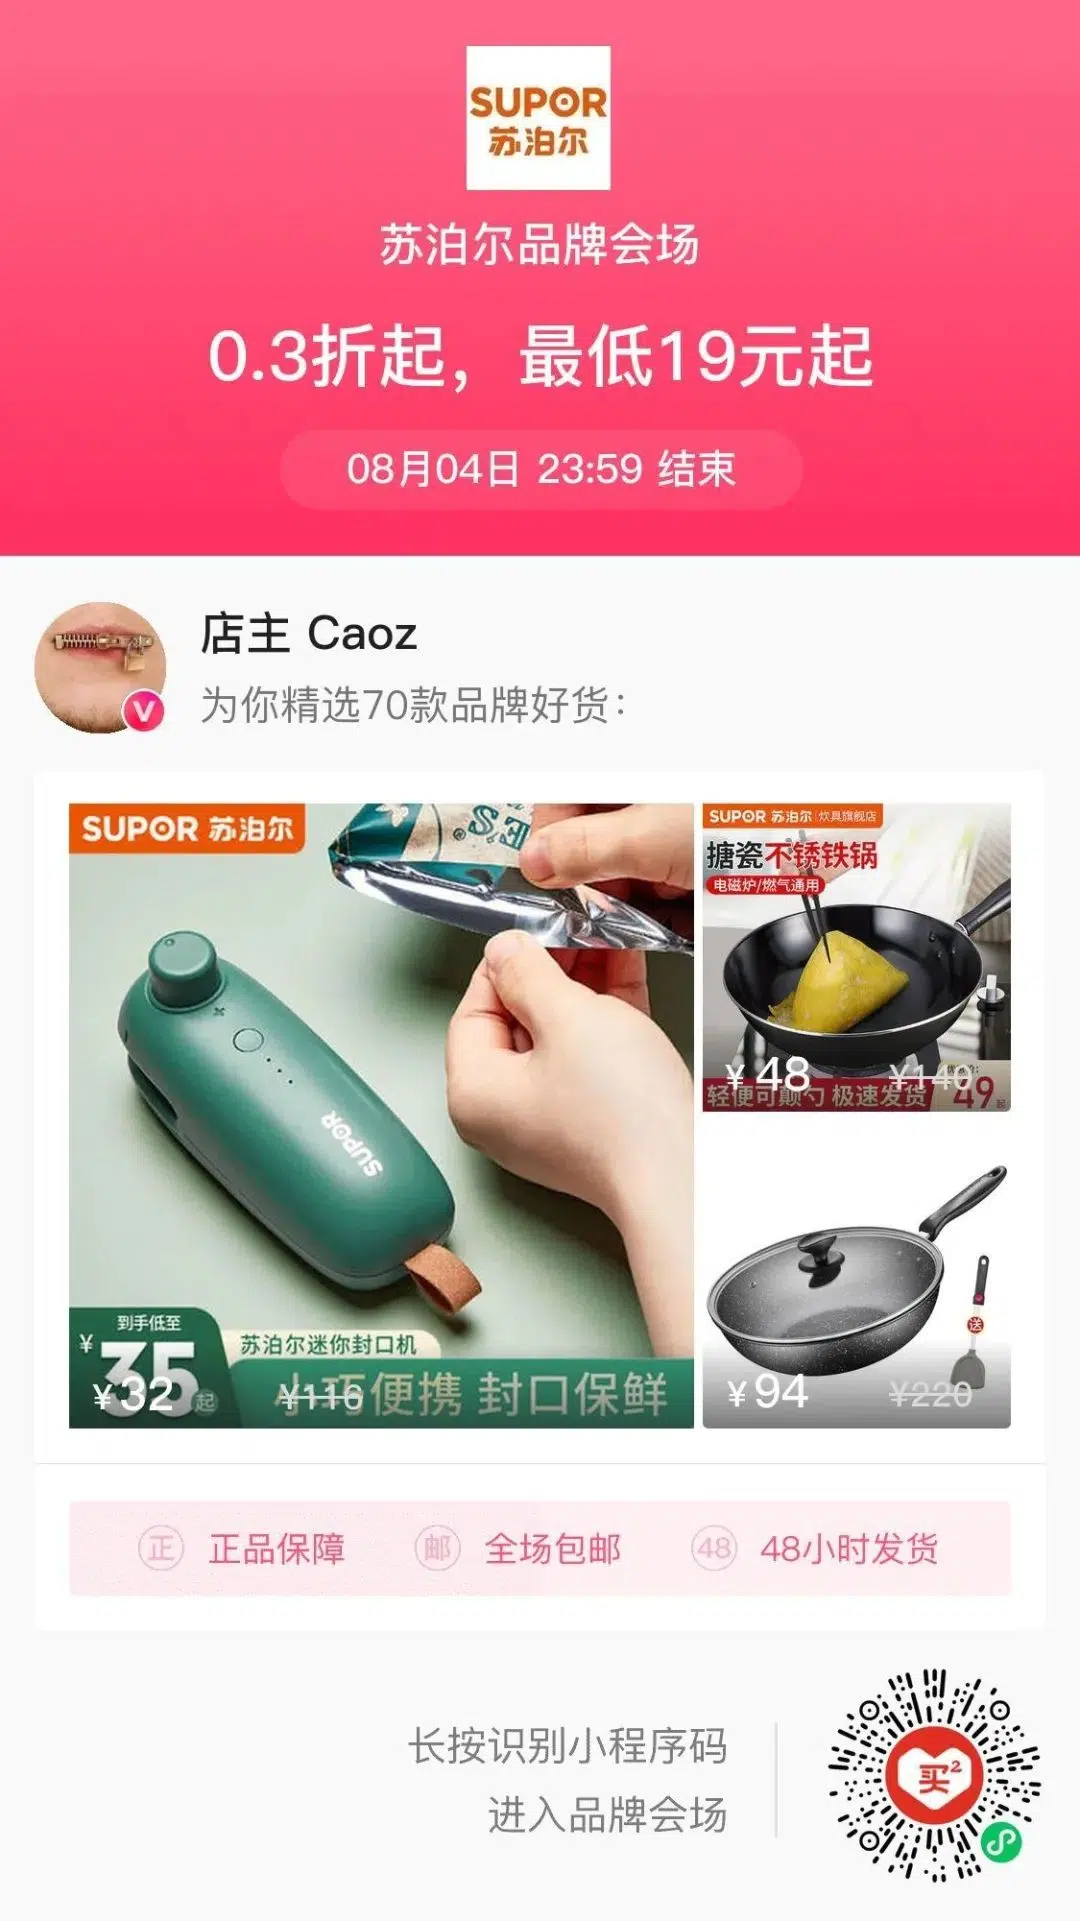 SUPOR
苏泊尔
苏泊尔品牌会场
0.3折起，最低19元起
08月04日 23:59 结束
店主 Caoz
为你精选70款品牌好货：
V
SUPOR 苏泊尔
SUPOR
到手低至
¥35起
¥32
¥116
苏泊尔迷你封口机
小巧便携 封口保鲜
SUPOR 苏泊尔 炊具旗舰店
搪瓷不锈铁锅
电磁炉/燃气通用
¥48
¥140
轻便可颠勺 极速发货
49起
送
¥94
¥220
正 正品保障 邮 全场包邮 48 48小时发货
长按识别小程序码
进入品牌会场
买2